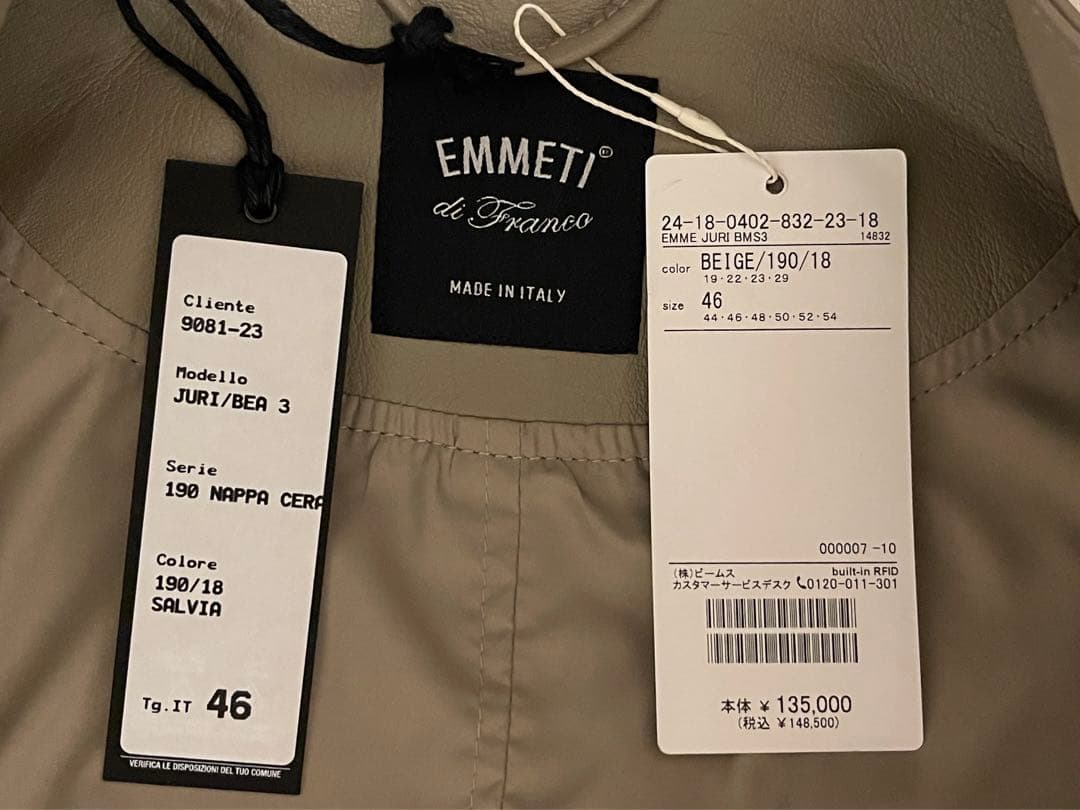 EMMETI®
di Franco
MADE IN ITALY
Cliente
9081-23
Modello
JURI/BEA 3
Serie
190 NAPPA CERA
Colore
190/18
SALVIA
Tg.IT 46
VERIFICA LE DISPOSIZIONI DEL TUO COMUNE
24-18-0402-832-23-18
EMME JURI BMS3 14832
color BEIGE/190/18
19・22・23・29
size 46
44・46・48・50・52・54
000007 -10
(株)ビームス built-in RFID
カスタマーサービスデスク 📞0120-011-301
本体 ¥ 135,000
(税込 ¥148,500)